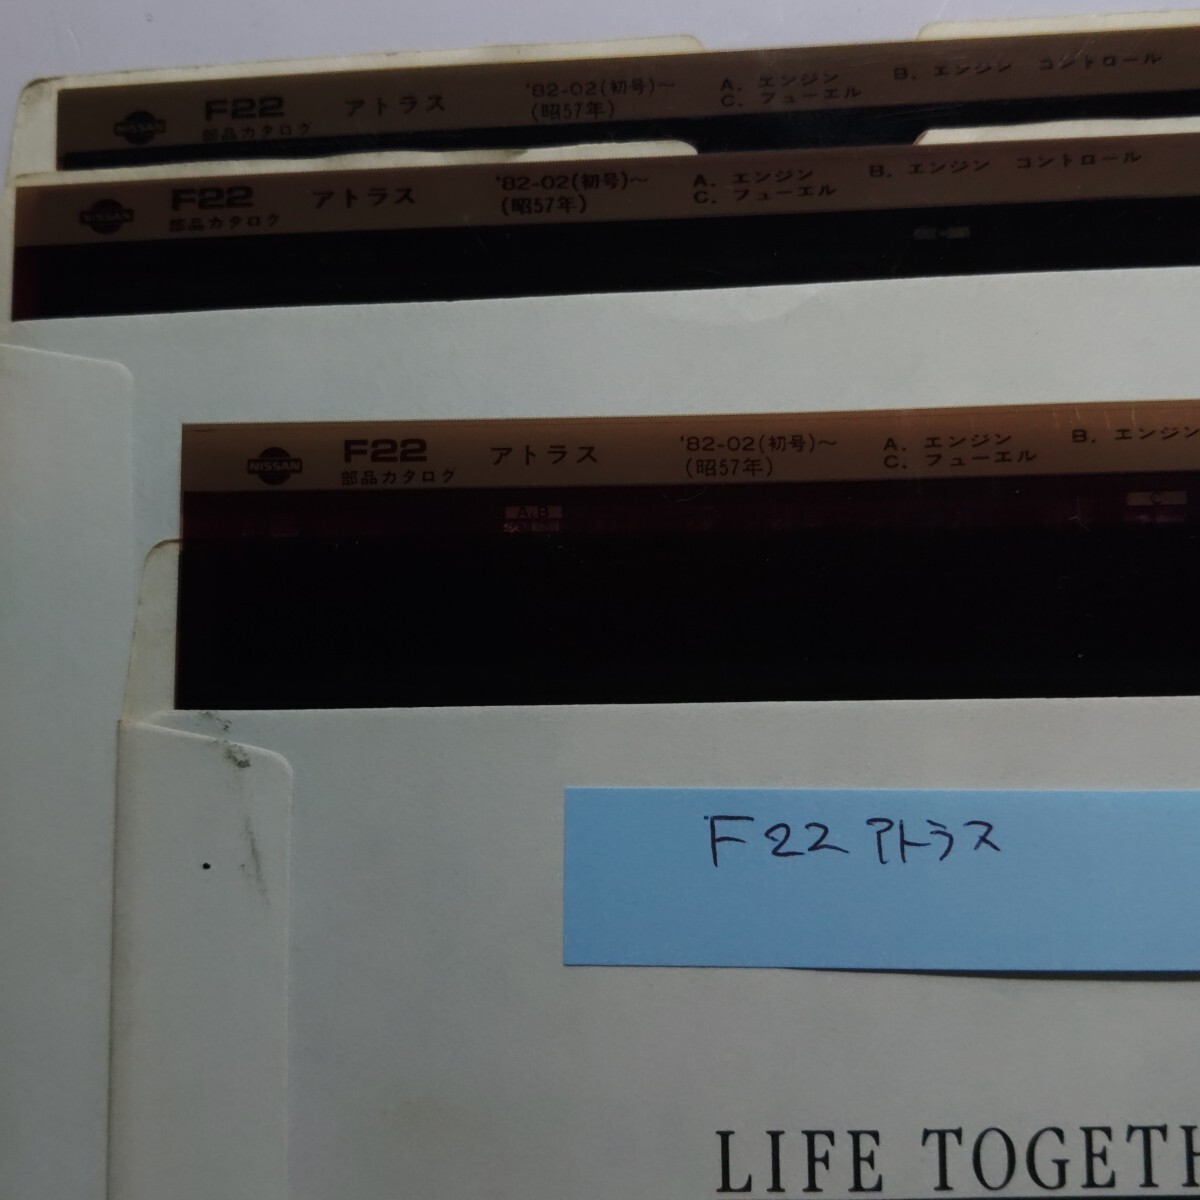 NISSAN F22 アトラス '82-02(初号)～ A. エンジン B. エンジン コントロール
部品カタログ (昭57年) C. フューエル
NISSAN F22 アトラス '82-02(初号)～ A. エンジン B. エンジン コントロール
部品カタログ (昭57年) C. フューエル
NISSAN F22 アトラス '82-02(初号)～ A. エンジン B. エンジン
部品カタログ (昭57年) C. フューエル
A,B C
F22 アトラス
LIFE TOGETH